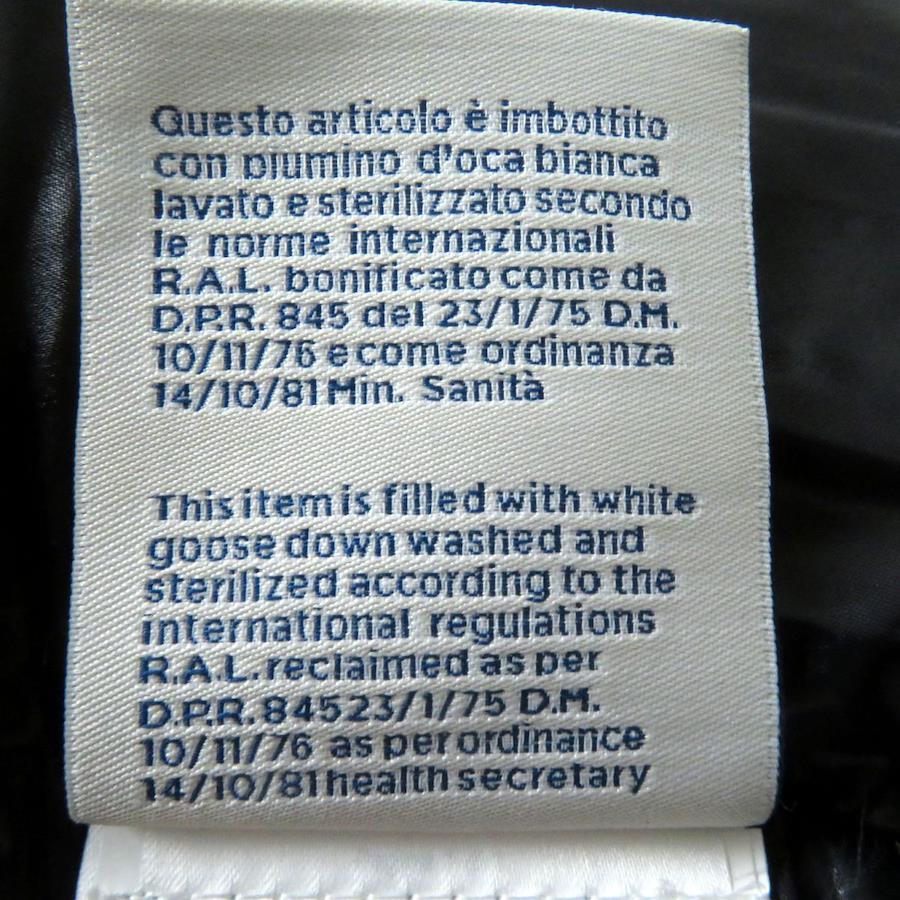 Questo articolo è imbottito
con piumino d'oca bianca
lavato e sterilizzato secondo
le norme internazionali
R.A.L. bonificato come da
D.P.R. 845 del 23/1/75 D.M.
10/11/76 e come ordinanza
14/10/81 Min. Sanità
This item is filled with white
goose down washed and
sterilized according to the
international regulations
R.A.L. reclaimed as per
D.P.R. 845 23/1/75 D.M.
10/11/76 as per ordinance
14/10/81 health secretary